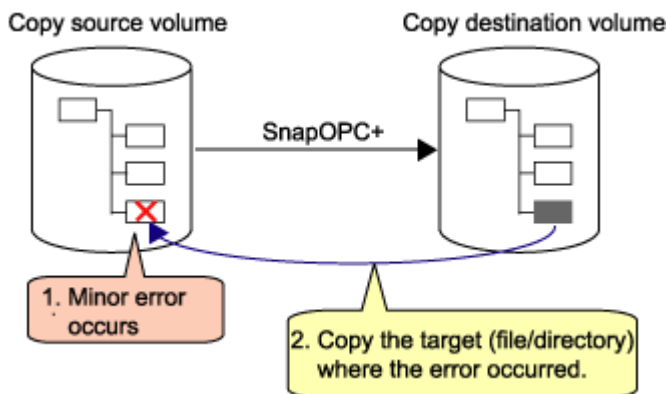 Copy source volume
Copy destination volume
SnapOPC+
1. Minor error
occurs
2. Copy the target (file/directory)
where the error occurred.